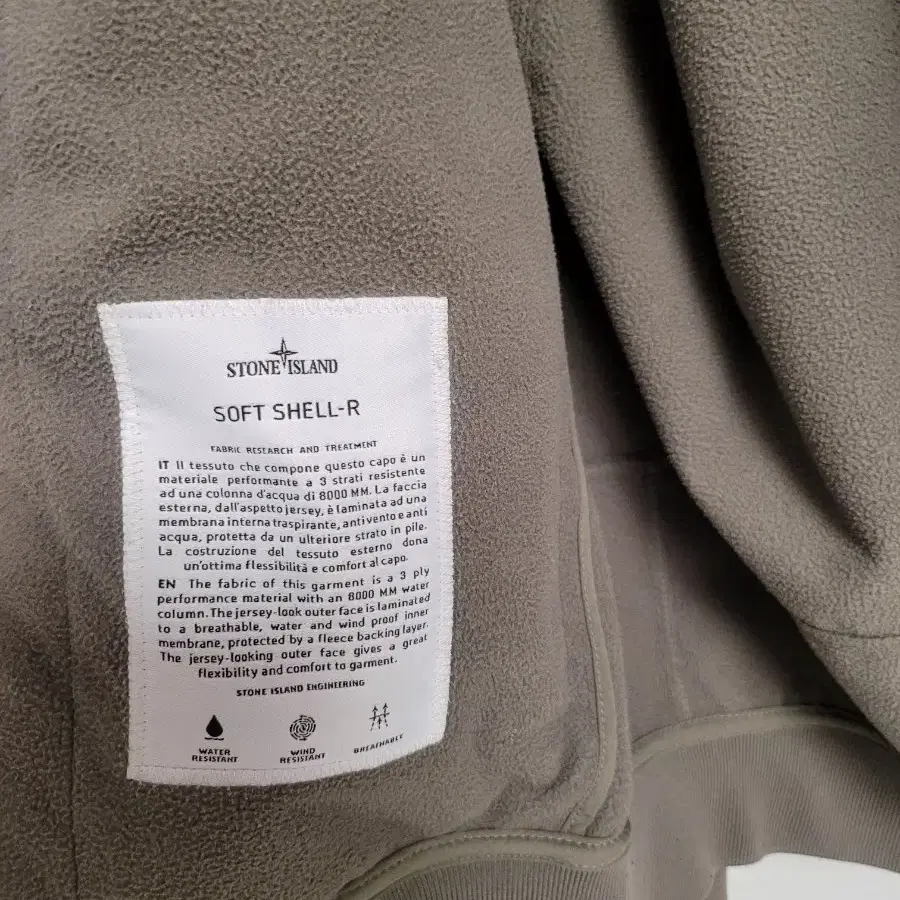 STONE ISLAND
SOFT SHELL-R
FABRIC RESEARCH AND TREATMENT
IT Il tessuto che compone questo capo è un
materiale performante a 3 strati resistente
ad una colonna d'acqua di 8000 MM. La faccia
esterna, dall'aspetto jersey, è laminata ad una
membrana interna traspirante, antivento e anti
acqua, protetta da un ulteriore strato in pile.
La costruzione del tessuto esterno dona
un'ottima flessibilità e comfort al capo.
EN The fabric of this garment is a 3 ply
performance material with an 8000 MM water
column. The jersey-look outer face is laminated
to a breathable, water and wind proof inner
membrane, protected by a fleece backing layer.
The jersey-looking outer face gives a great
flexibility and comfort to garment.
STONE ISLAND ENGINEERING
WATER
RESISTANT
WIND
RESISTANT
BREATHABLE